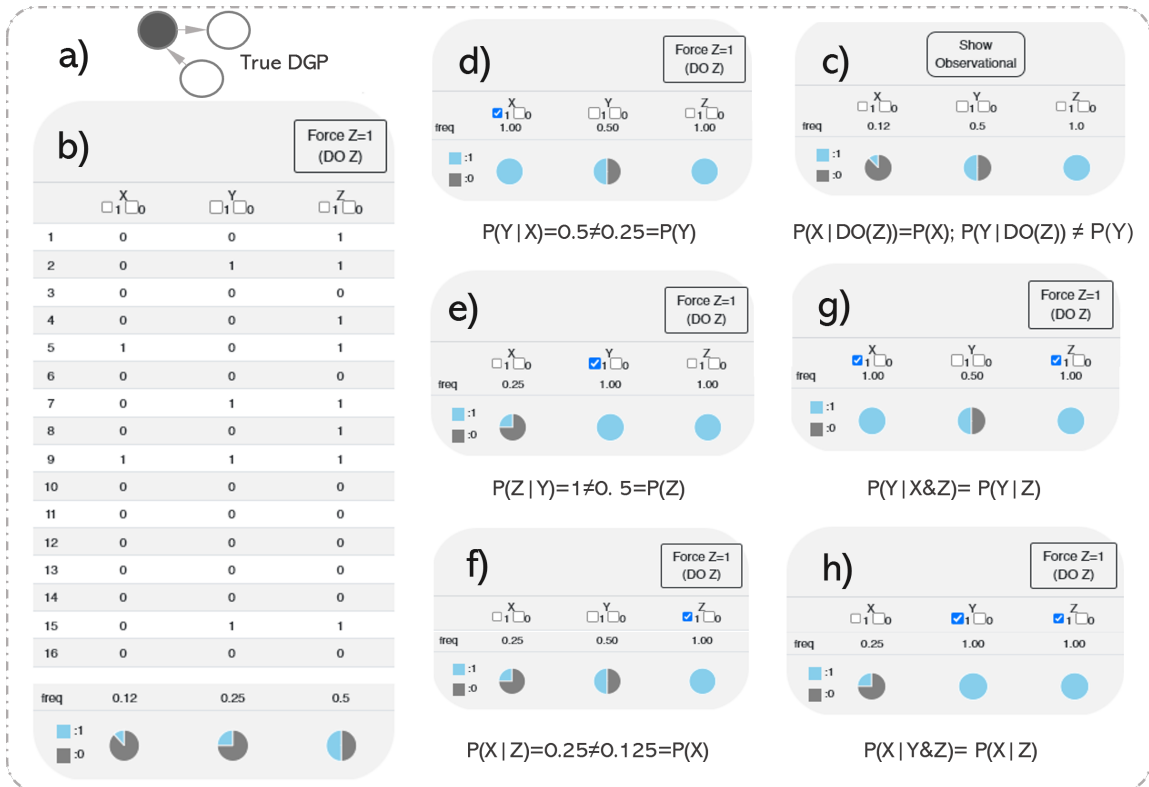 a)
True DGP
b)
Force Z=1
(DO Z)
X Y Z
1 0 1 0 1 0
1 0 0 1
2 0 1 1
3 0 0 0
4 0 0 1
5 1 0 1
6 0 0 0
7 0 1 1
8 0 0 1
9 1 1 1
10 0 0 0
11 0 0 0
12 0 0 0
13 0 0 0
14 0 0 0
15 0 1 1
16 0 0 0
freq 0.12 0.25 0.5
:1
:0
d)
Force Z=1
(DO Z)
X Y Z
1 0 1 0 1 0
freq 1.00 0.50 1.00
:1
:0
P(Y|X)=0.5≠0.25=P(Y)
c)
Show
Observational
X Y Z
1 0 1 0 1 0
freq 0.12 0.5 1.0
:1
:0
P(X|DO(Z))=P(X); P(Y|DO(Z)) ≠ P(Y)
e)
Force Z=1
(DO Z)
X Y Z
1 0 1 0 1 0
freq 0.25 1.00 1.00
:1
:0
P(Z|Y)=1≠0. 5=P(Z)
g)
Force Z=1
(DO Z)
X Y Z
1 0 1 0 1 0
freq 1.00 0.50 1.00
:1
:0
P(Y|X&Z)= P(Y|Z)
f)
Force Z=1
(DO Z)
X Y Z
1 0 1 0 1 0
freq 0.25 0.50 1.00
:1
:0
P(X|Z)=0.25≠0.125=P(X)
h)
Force Z=1
(DO Z)
X Y Z
1 0 1 0 1 0
freq 0.25 1.00 1.00
:1
:0
P(X|Y&Z)= P(X|Z)